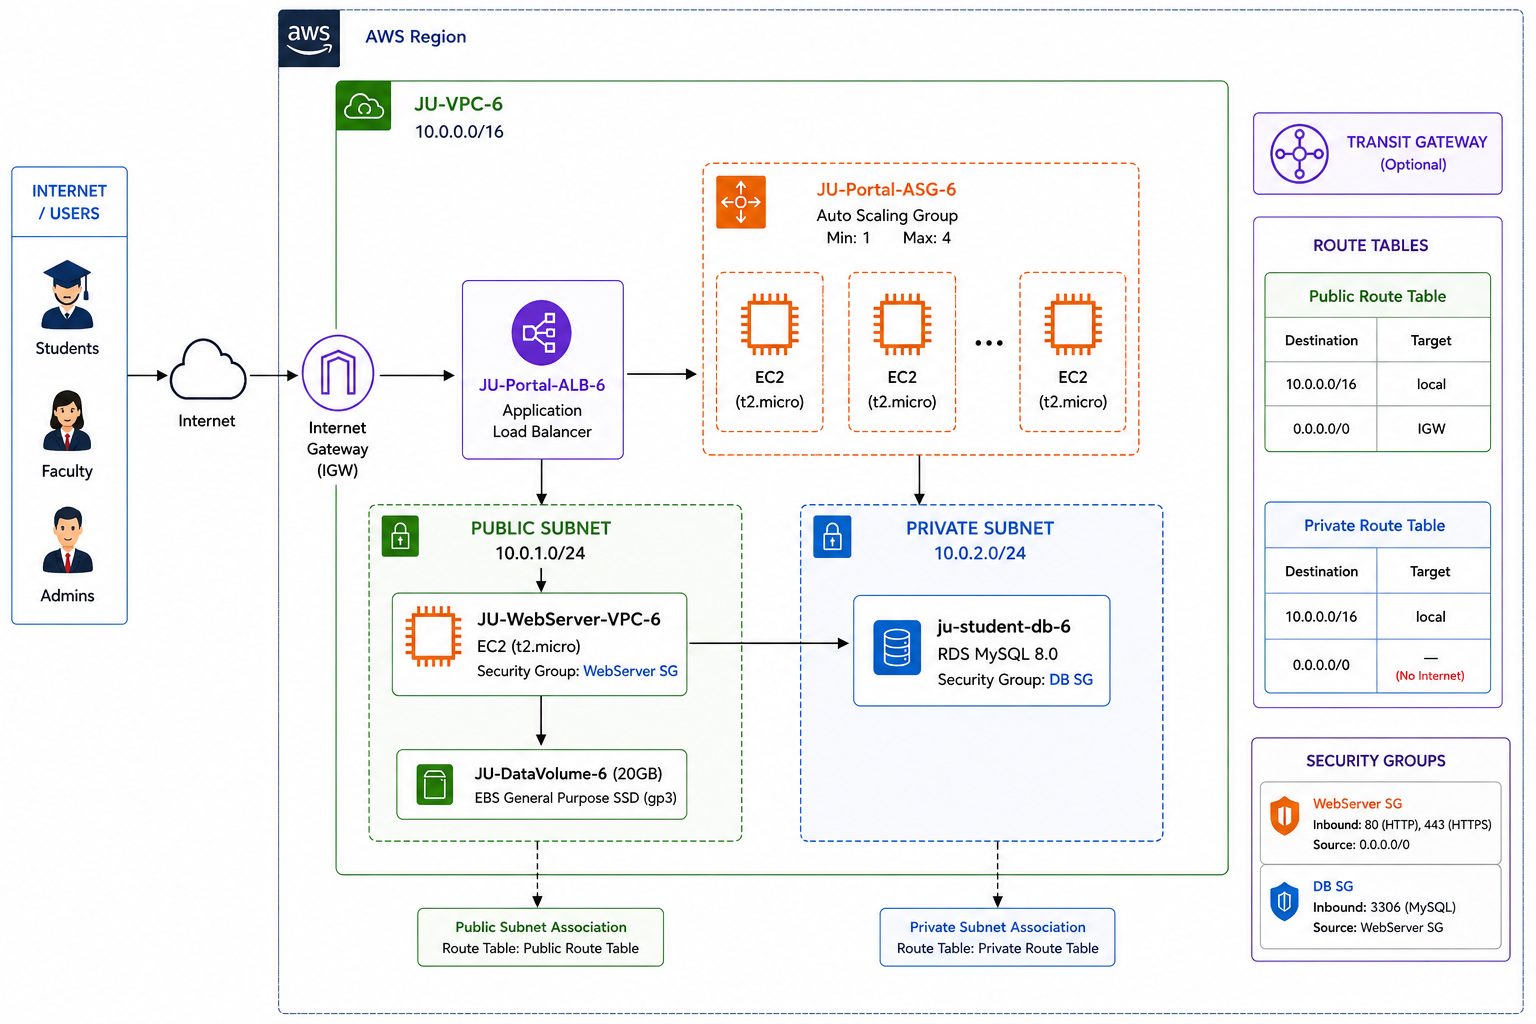 aws
AWS Region
JU-VPC-6
10.0.0.0/16
INTERNET
/ USERS
Students
Faculty
Admins
Internet
Internet
Gateway
(IGW)
JU-Portal-ALB-6
Application
Load Balancer
JU-Portal-ASG-6
Auto Scaling Group
Min: 1 Max: 4
EC2
(t2.micro)
EC2
(t2.micro)
...
EC2
(t2.micro)
PUBLIC SUBNET
10.0.1.0/24
JU-WebServer-VPC-6
EC2 (t2.micro)
Security Group: WebServer SG
JU-DataVolume-6 (20GB)
EBS General Purpose SSD (gp3)
PRIVATE SUBNET
10.0.2.0/24
ju-student-db-6
RDS MySQL 8.0
Security Group: DB SG
Public Subnet Association
Route Table: Public Route Table
Private Subnet Association
Route Table: Private Route Table
TRANSIT GATEWAY
(Optional)
ROUTE TABLES
Public Route Table
Destination Target
10.0.0.0/16 local
0.0.0.0/0 IGW
Private Route Table
Destination Target
10.0.0.0/16 local
0.0.0.0/0 —
(No Internet)
SECURITY GROUPS
WebServer SG
Inbound: 80 (HTTP), 443 (HTTPS)
Source: 0.0.0.0/0
DB SG
Inbound: 3306 (MySQL)
Source: WebServer SG